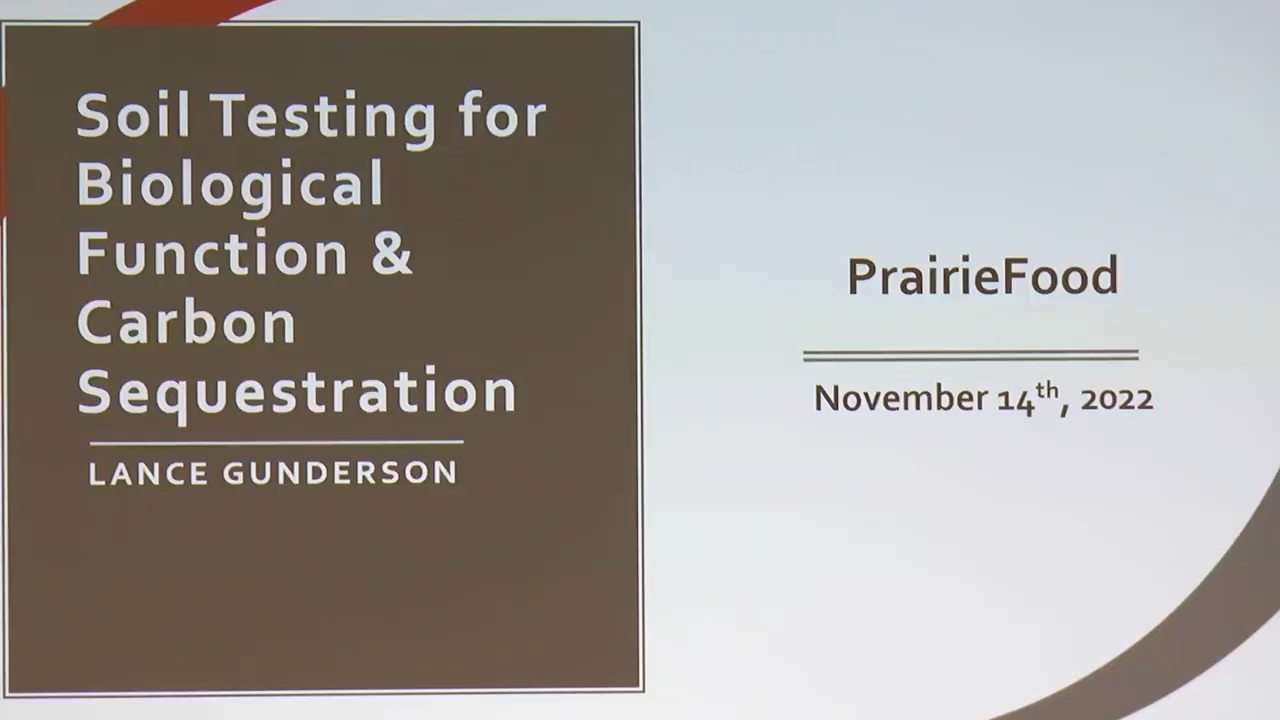 Soil Testing for
Biological
Function &
Carbon
Sequestration
LANCE GUNDERSON
PrairieFood
November 14th, 2022